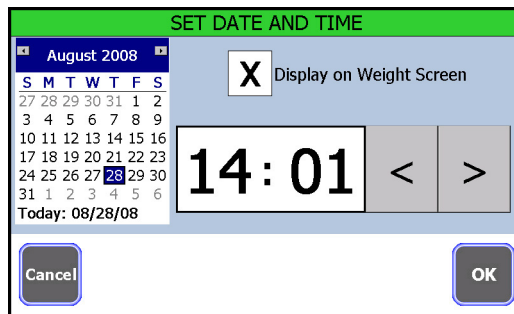 SET DATE AND TIME
August 2008
S M T W T F S
27 28 29 30 31 1 2
3 4 5 6 7 8 9
10 11 12 13 14 15 16
17 18 19 20 21 22 23
24 25 26 27 28 29 30
31 1 2 3 4 5 6
Today: 08/28/08
X Display on Weight Screen
14: 01 < >
Cancel
OK